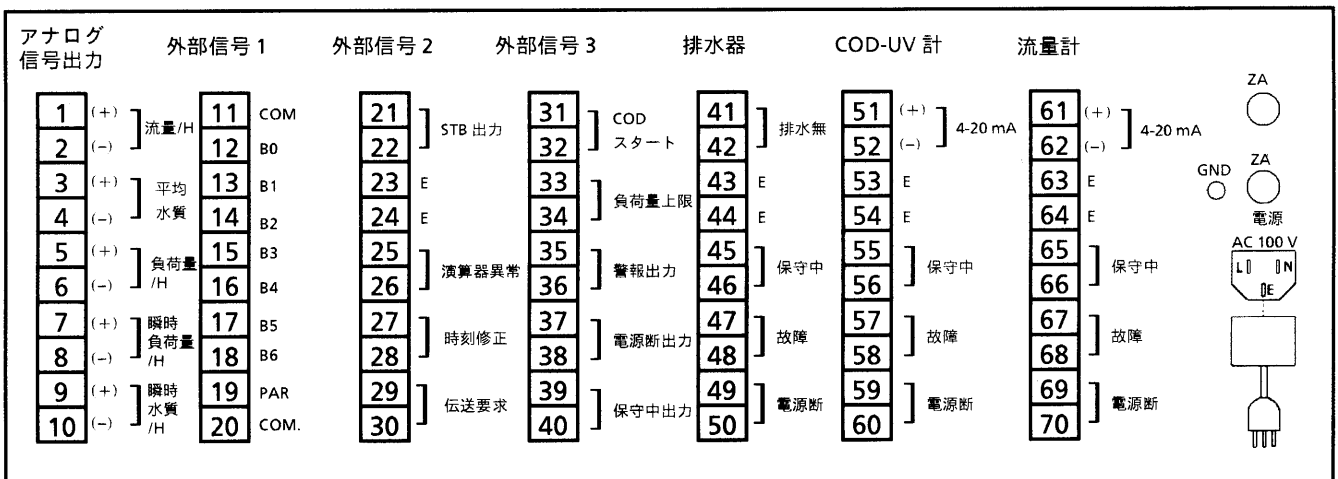 アナログ
信号出力
外部信号 1
外部信号 2
外部信号 3
排水器
COD-UV 計
流量計
1 (+)
2 (−)
流量/H
3 (+)
4 (−)
平均
水質
5 (+)
6 (−)
負荷量
/H
7 (+)
8 (−)
瞬時
負荷量
/H
9 (+)
10 (−)
瞬時
水質
/H
11 COM
12 B0
13 B1
14 B2
15 B3
16 B4
17 B5
18 B6
19 PAR
20 COM.
21
22
STB 出力
23 E
24 E
25
26
演算器異常
27
28
時刻修正
29
30
伝送要求
31
32
COD
スタート
33
34
負荷量上限
35
36
警報出力
37
38
電源断出力
39
40
保守中出力
41
42
排水無
43 E
44 E
45
46
保守中
47
48
故障
49
50
電源断
51 (+)
52 (−)
4-20 mA
53 E
54 E
55
56
保守中
57
58
故障
59
60
電源断
61 (+)
62 (−)
4-20 mA
63 E
64 E
65
66
保守中
67
68
故障
69
70
電源断
ZA
GND
ZA
電源
AC 100 V
L N
E